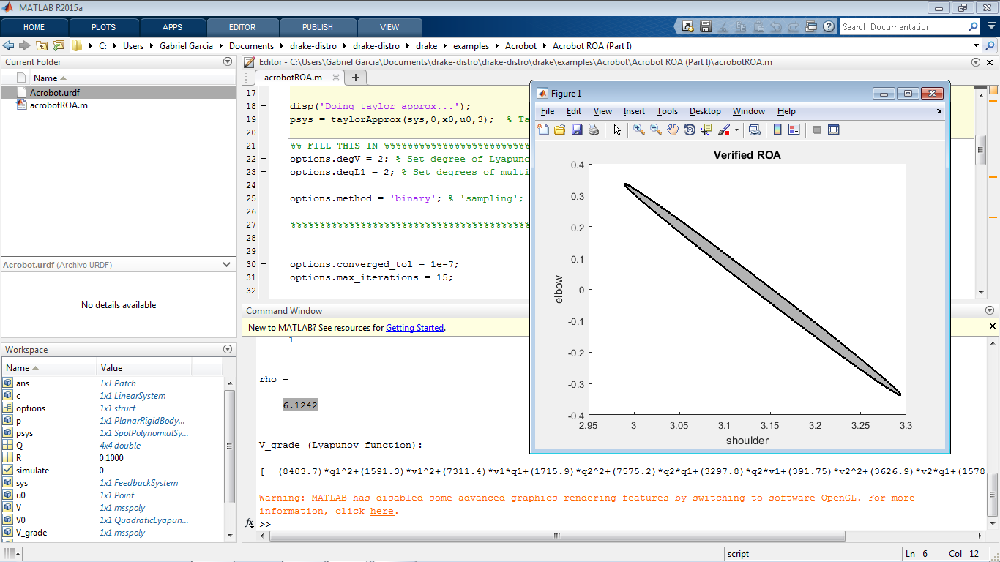 MATLAB R2015a
HOME PLOTS APPS EDITOR PUBLISH VIEW Search Documentation
C: Users Gabriel Garcia Documents drake-distro drake-distro drake examples Acrobot Acrobot ROA (Part I)
Current Folder
Name
Acrobot.urdf
acrobotROA.m
Acrobot.urdf (Archivo URDF)
No details available
Workspace
Name Value
ans 1x1 Patch
c 1x1 LinearSystem
options 1x1 struct
p 1x1 PlanarRigidBody...
psys 1x1 SpotPolynomialSy...
Q 4x4 double
R 0.1000
simulate 0
sys 1x1 FeedbackSystem
u0 1x1 Point
V 1x1 msspoly
V0 1x1 QuadraticLyapun...
V_grade 1x1 msspoly
Editor - C:\Users\Gabriel Garcia\Documents\drake-distro\drake-distro\drake\examples\Acrobot\Acrobot ROA (Part I)\acrobotROA.m
acrobotROA.m
17
18 disp('Doing taylor approx...');
19 psys = taylorApprox(sys,0,x0,u0,3); % Ta
20
21 %% FILL THIS IN %%%%%%%%%%%%%%%%%%%%%%%%%
22 options.degV = 2; % Set degree of Lyapuno
23 options.degL1 = 2; % Set degrees of multi
24
25 options.method = 'binary'; % 'sampling';
26
27 %%%%%%%%%%%%%%%%%%%%%%%%%%%%%%%%%%%%%%%%%
28
29
30 options.converged_tol = 1e-7;
31 options.max_iterations = 15;
32
Command Window
New to MATLAB? See resources for Getting Started.
1
rho =
6.1242
V_grade (Lyapunov function):
[ (8403.7)*q1^2+(1591.3)*v1^2+(7311.4)*v1*q1+(1715.9)*q2^2+(7575.2)*q2*q1+(3297.8)*q2*v1+(391.75)*v2^2+(3626.9)*v2*q1+(1578
Warning: MATLAB has disabled some advanced graphics rendering features by switching to software OpenGL. For more
information, click here.
fx >>
Figure1
File Edit View Insert Tools Desktop Window Help
Verified ROA
0.4
0.3
0.2
0.1
0
-0.1
-0.2
-0.3
-0.4
elbow
2.95 3 3.05 3.1 3.15 3.2 3.25 3.3
shoulder
script Ln 6 Col 12